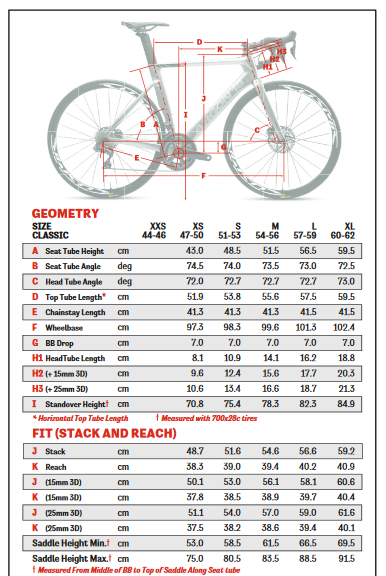 D
K
H3
H2
H1
J
B
A
I
C
E
G
F
GEOMETRY
SIZE XXS XS S M L XL
CLASSIC 44-46 47-50 51-53 54-56 57-59 60-62
A Seat Tube Height cm 43.0 48.5 51.5 56.5 59.5
B Seat Tube Angle deg 74.5 74.0 73.5 73.0 72.5
C Head Tube Angle deg 72.0 72.7 72.7 72.7 73.0
D Top Tube Length* cm 51.9 53.8 55.6 57.5 59.5
E Chainstay Length cm 41.3 41.3 41.3 41.5 41.5
F Wheelbase cm 97.3 98.3 99.6 101.3 102.4
G BB Drop cm 7.0 7.0 7.0 7.0 7.0
H1 HeadTube Length cm 8.1 10.9 14.1 16.2 18.8
H2 (+ 15mm 3D) cm 9.6 12.4 15.6 17.7 20.3
H3 (+ 25mm 3D) cm 10.6 13.4 16.6 18.7 21.3
I Standover Height† cm 70.8 75.4 78.3 82.3 84.9
* Horizontal Top Tube Length † Measured with 700x28c tires
FIT (STACK AND REACH)
J Stack cm 48.7 51.6 54.6 56.6 59.2
K Reach cm 38.3 39.0 39.4 40.2 40.9
J (15mm 3D) cm 50.1 53.0 56.1 58.1 60.6
K (15mm 3D) cm 37.8 38.5 38.9 39.7 40.4
J (25mm 3D) cm 51.1 54.0 57.0 59.0 61.6
K (25mm 3D) cm 37.5 38.2 38.6 39.4 40.1
Saddle Height Min.† cm 53.0 58.5 61.5 66.5 69.5
Saddle Height Max.† cm 75.0 80.5 83.5 88.5 91.5
† Measured From Middle of BB to Top of Saddle Along Seat tube